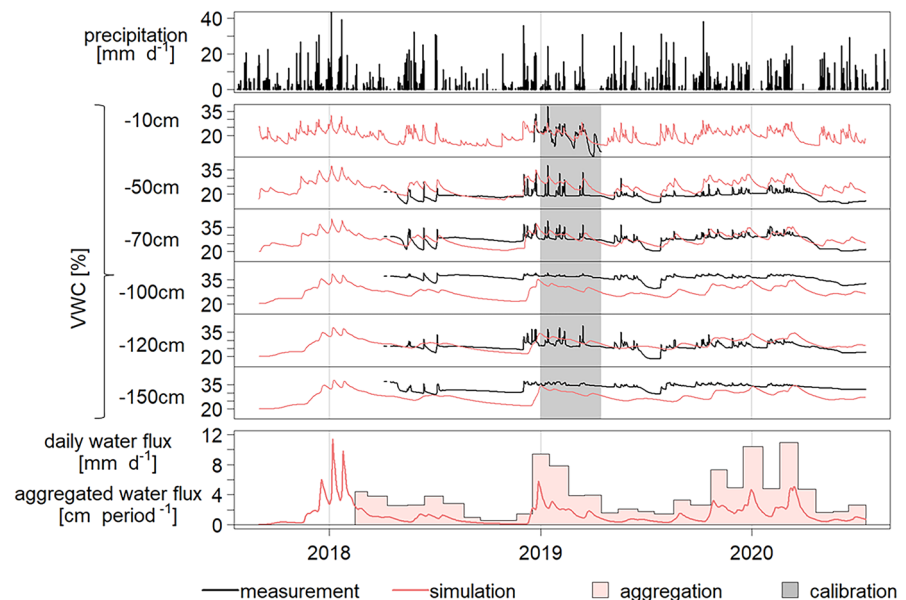 precipitation
[mm d⁻¹]
40
20
0
VWC [%]
-10cm
35
20
-50cm
35
20
-70cm
35
20
-100cm
35
20
-120cm
35
20
-150cm
35
20
daily water flux
[mm d⁻¹]
aggregated water flux
[cm period⁻¹]
12
8
4
0
2018 2019 2020
measurement simulation aggregation calibration